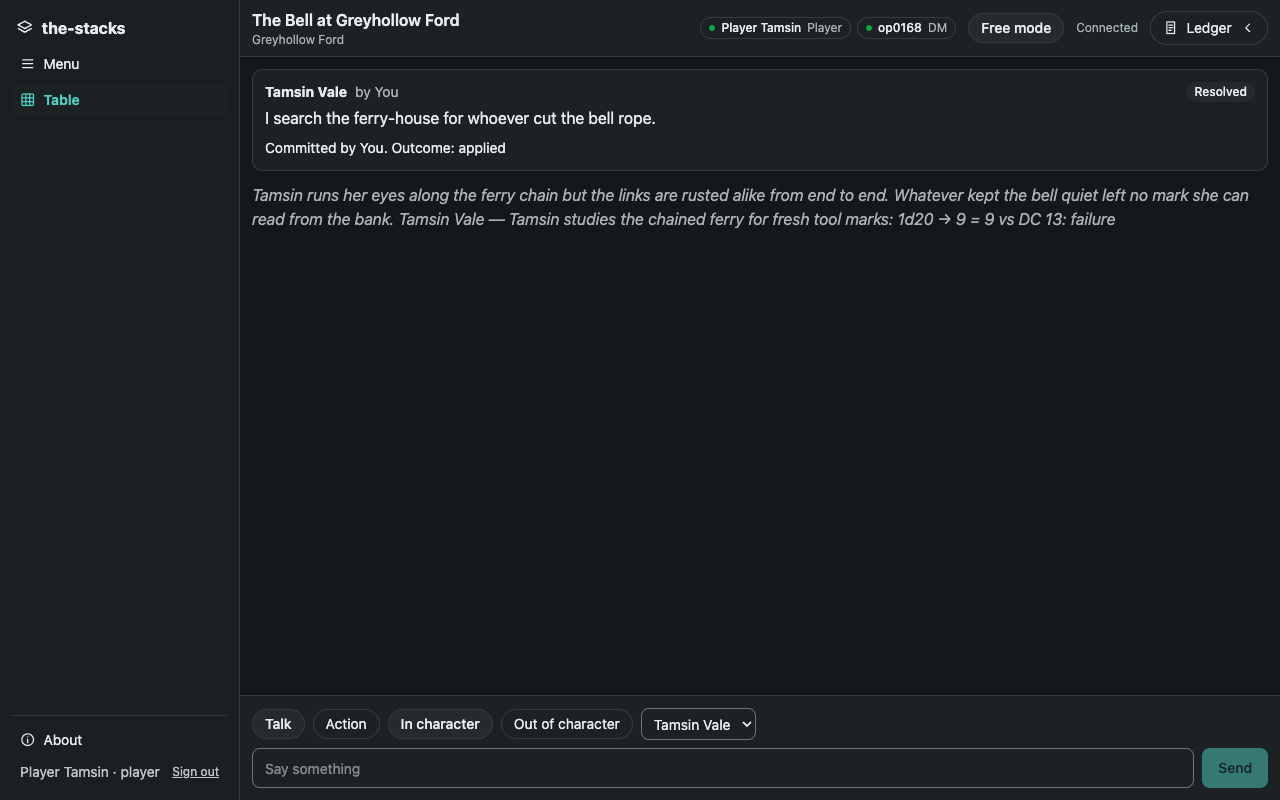 the-stacks
Menu
Table
About
Player Tamsin · player Sign out
The Bell at Greyhollow Ford
Greyhollow Ford
Player Tamsin Player
op0168 DM
Free mode
Connected
Ledger
Tamsin Vale by You
Resolved
I search the ferry-house for whoever cut the bell rope.
Committed by You. Outcome: applied
Tamsin runs her eyes along the ferry chain but the links are rusted alike from end to end. Whatever kept the bell quiet left no mark she can
read from the bank. Tamsin Vale — Tamsin studies the chained ferry for fresh tool marks: 1d20 → 9 = 9 vs DC 13: failure
Talk
Action
In character
Out of character
Tamsin Vale
Say something
Send